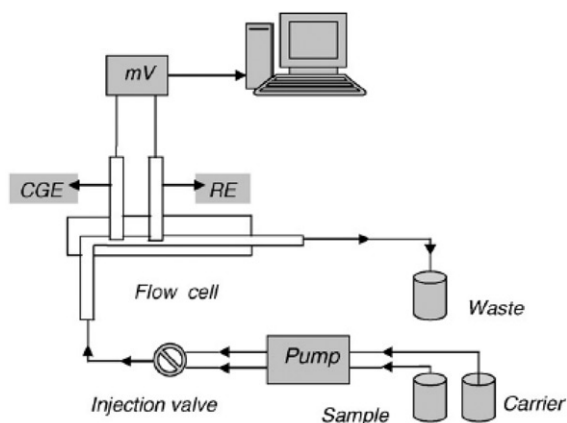 mV
CGE
RE
Flow cell
Waste
Pump
Injection valve
Sample
Carrier